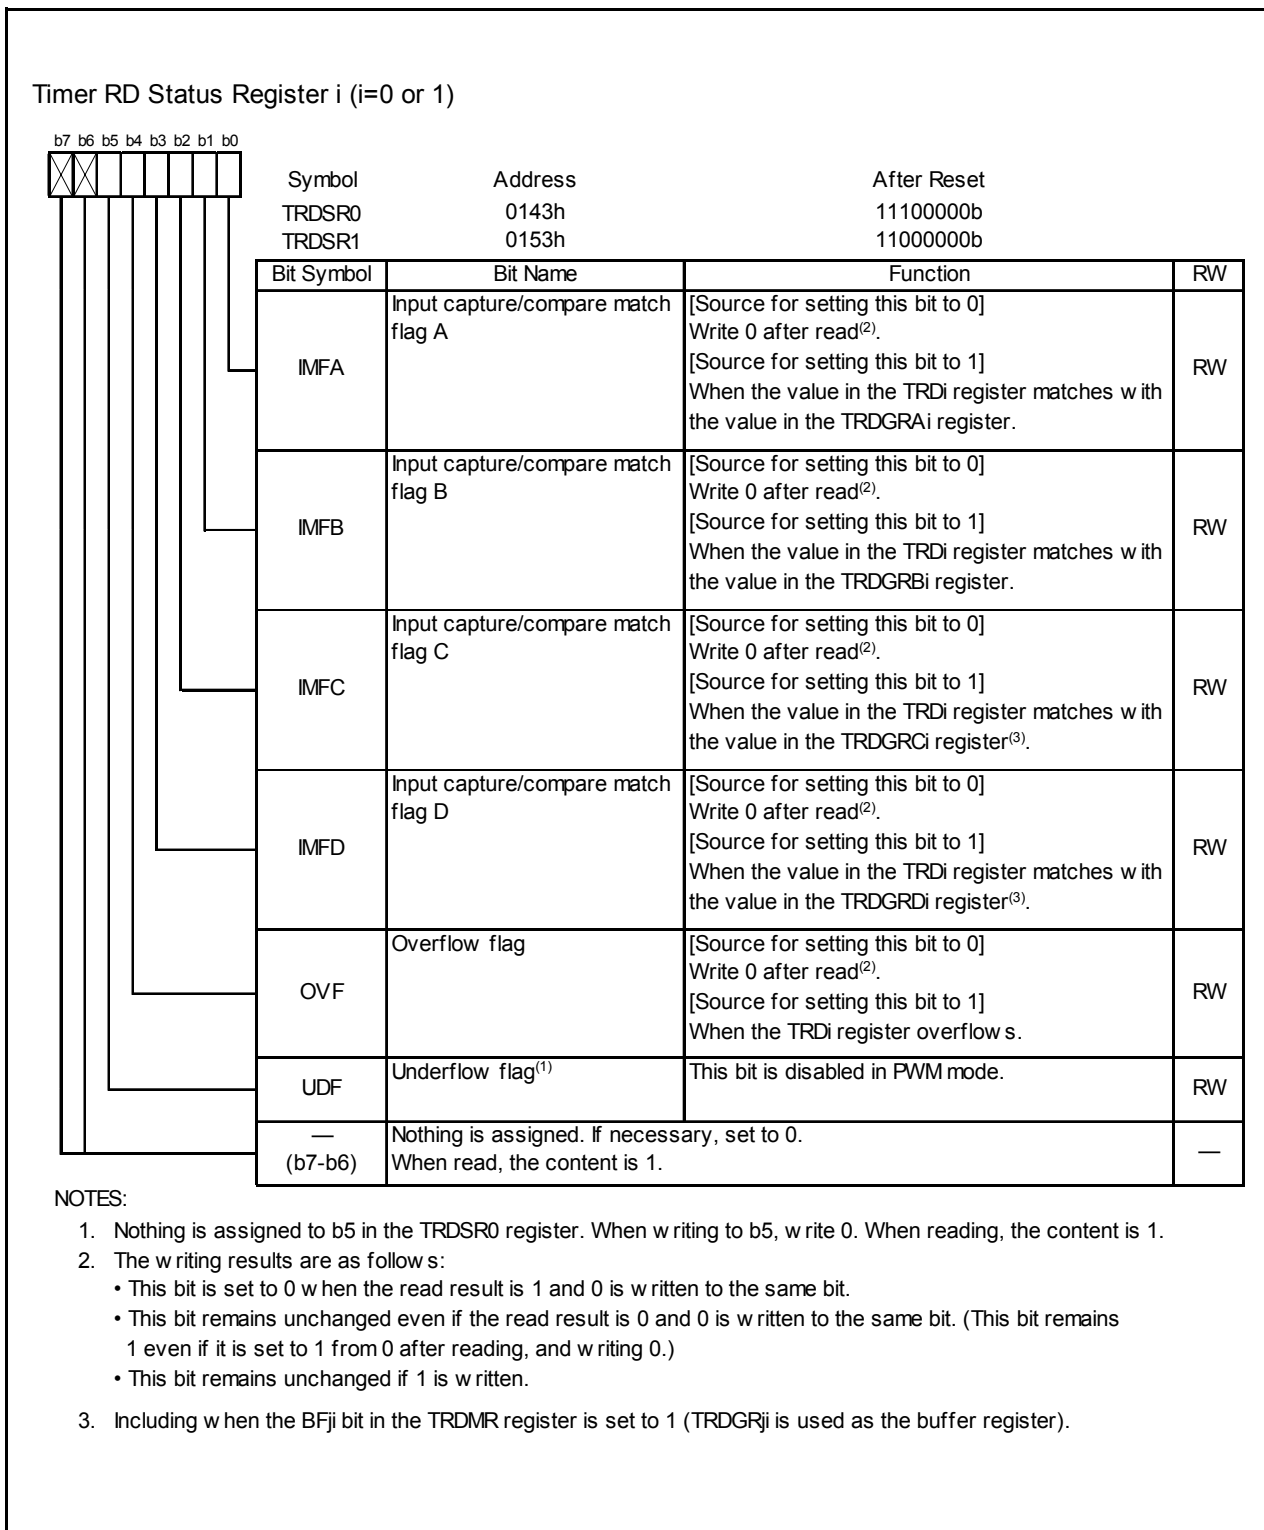 Timer RD Status Register i (i=0 or 1)
b7 b6 b5 b4 b3 b2 b1 b0
Symbol Address After Reset
TRDSR0 0143h 11100000b
TRDSR1 0153h 11000000b
Bit Symbol Bit Name Function RW
IMFA
Input capture/compare match
flag A
[Source for setting this bit to 0]
Write 0 after read(2).
[Source for setting this bit to 1]
When the value in the TRDi register matches with
the value in the TRDGRAi register.
RW
IMFB
Input capture/compare match
flag B
[Source for setting this bit to 0]
Write 0 after read(2).
[Source for setting this bit to 1]
When the value in the TRDi register matches with
the value in the TRDGRBi register.
RW
IMFC
Input capture/compare match
flag C
[Source for setting this bit to 0]
Write 0 after read(2).
[Source for setting this bit to 1]
When the value in the TRDi register matches with
the value in the TRDGRCi register(3).
RW
IMFD
Input capture/compare match
flag D
[Source for setting this bit to 0]
Write 0 after read(2).
[Source for setting this bit to 1]
When the value in the TRDi register matches with
the value in the TRDGRDi register(3).
RW
OVF
Overflow flag
[Source for setting this bit to 0]
Write 0 after read(2).
[Source for setting this bit to 1]
When the TRDi register overflows.
RW
UDF
Underflow flag(1)
This bit is disabled in PWM mode.
RW
—
(b7-b6)
Nothing is assigned. If necessary, set to 0.
When read, the content is 1.
—
NOTES:
1. Nothing is assigned to b5 in the TRDSR0 register. When writing to b5, write 0. When reading, the content is 1.
2. The writing results are as follows:
• This bit is set to 0 when the read result is 1 and 0 is written to the same bit.
• This bit remains unchanged even if the read result is 0 and 0 is written to the same bit. (This bit remains
1 even if it is set to 1 from 0 after reading, and writing 0.)
• This bit remains unchanged if 1 is written.
3. Including when the BFji bit in the TRDMR register is set to 1 (TRDGRji is used as the buffer register).